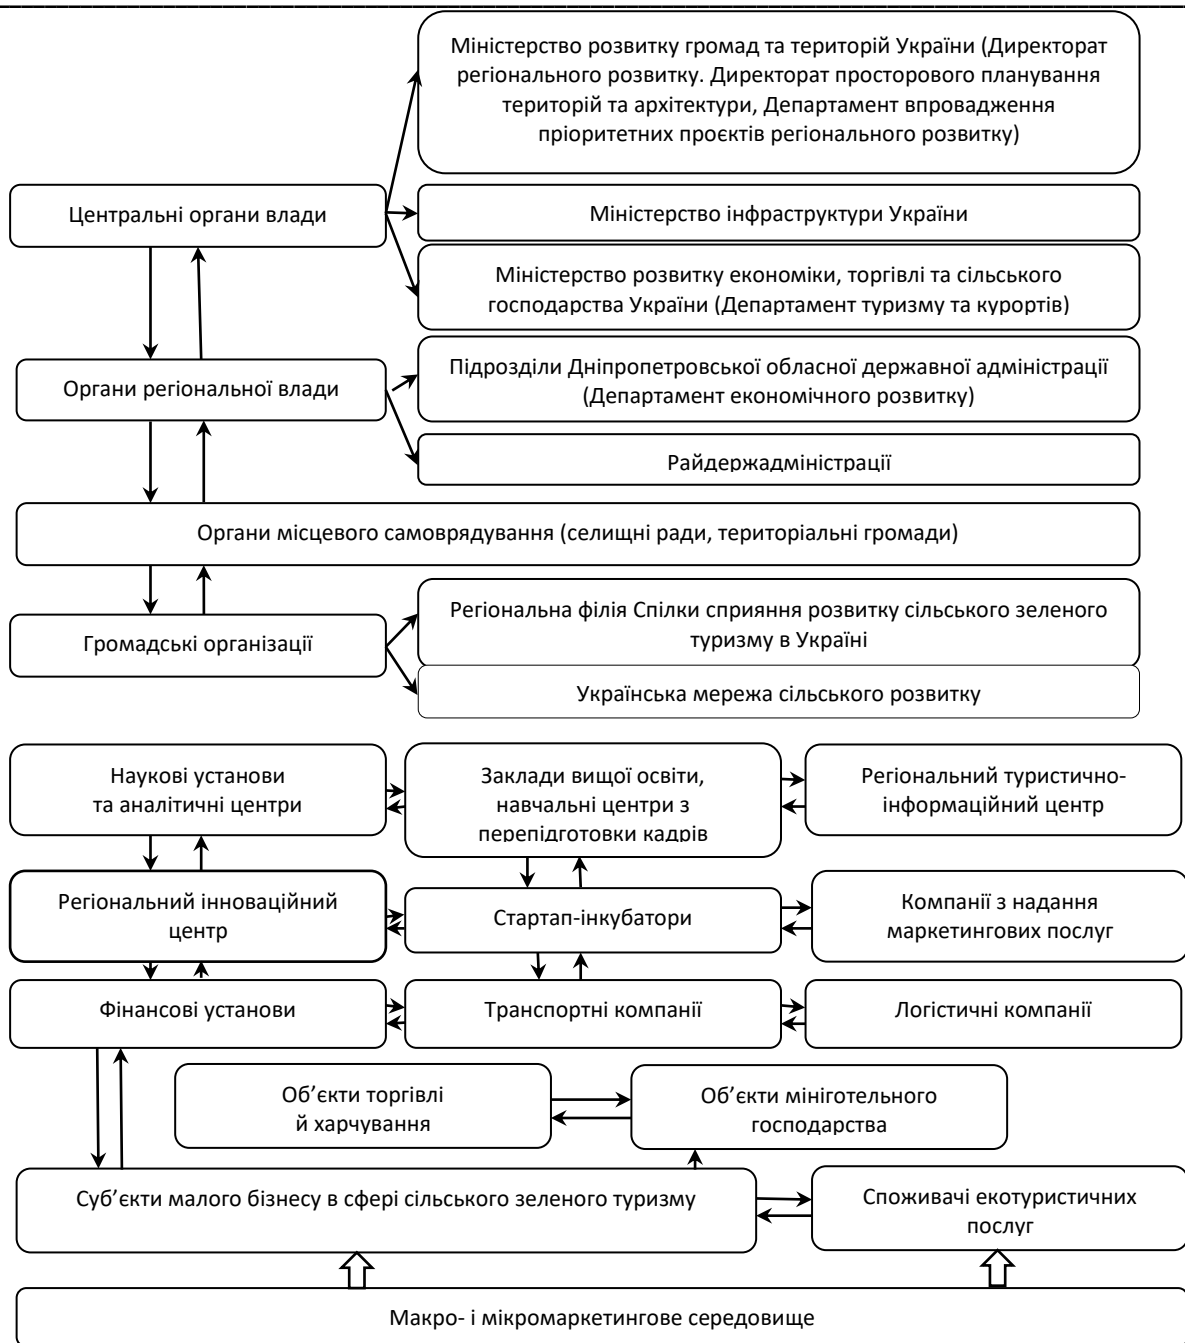 Міністерство розвитку громад та територій України (Директорат
регіонального розвитку. Директорат просторового планування
територій та архітектури, Департамент впровадження
пріоритетних проєктів регіонального розвитку)
Центральні органи влади
Міністерство інфраструктури України
Міністерство розвитку економіки, торгівлі та сільського
господарства України (Департамент туризму та курортів)
Органи регіональної влади
Підрозділи Дніпропетровської обласної державної адміністрації
(Департамент економічного розвитку)
Райдержадміністрації
Органи місцевого самоврядування (селищні ради, територіальні громади)
Громадські організації
Регіональна філія Спілки сприяння розвитку сільського зеленого
туризму в Україні
Українська мережа сільського розвитку
Наукові установи
та аналітичні центри
Заклади вищої освіти,
навчальні центри з
перепідготовки кадрів
Регіональний туристично-
інформаційний центр
Регіональний інноваційний
центр
Стартап-інкубатори
Компанії з надання
маркетингових послуг
Фінансові установи
Транспортні компанії
Логістичні компанії
Об’єкти торгівлі
й харчування
Об’єкти мініготельного
господарства
Суб’єкти малого бізнесу в сфері сільського зеленого туризму
Споживачі екотуристичних
послуг
Макро- і мікромаркетингове середовище